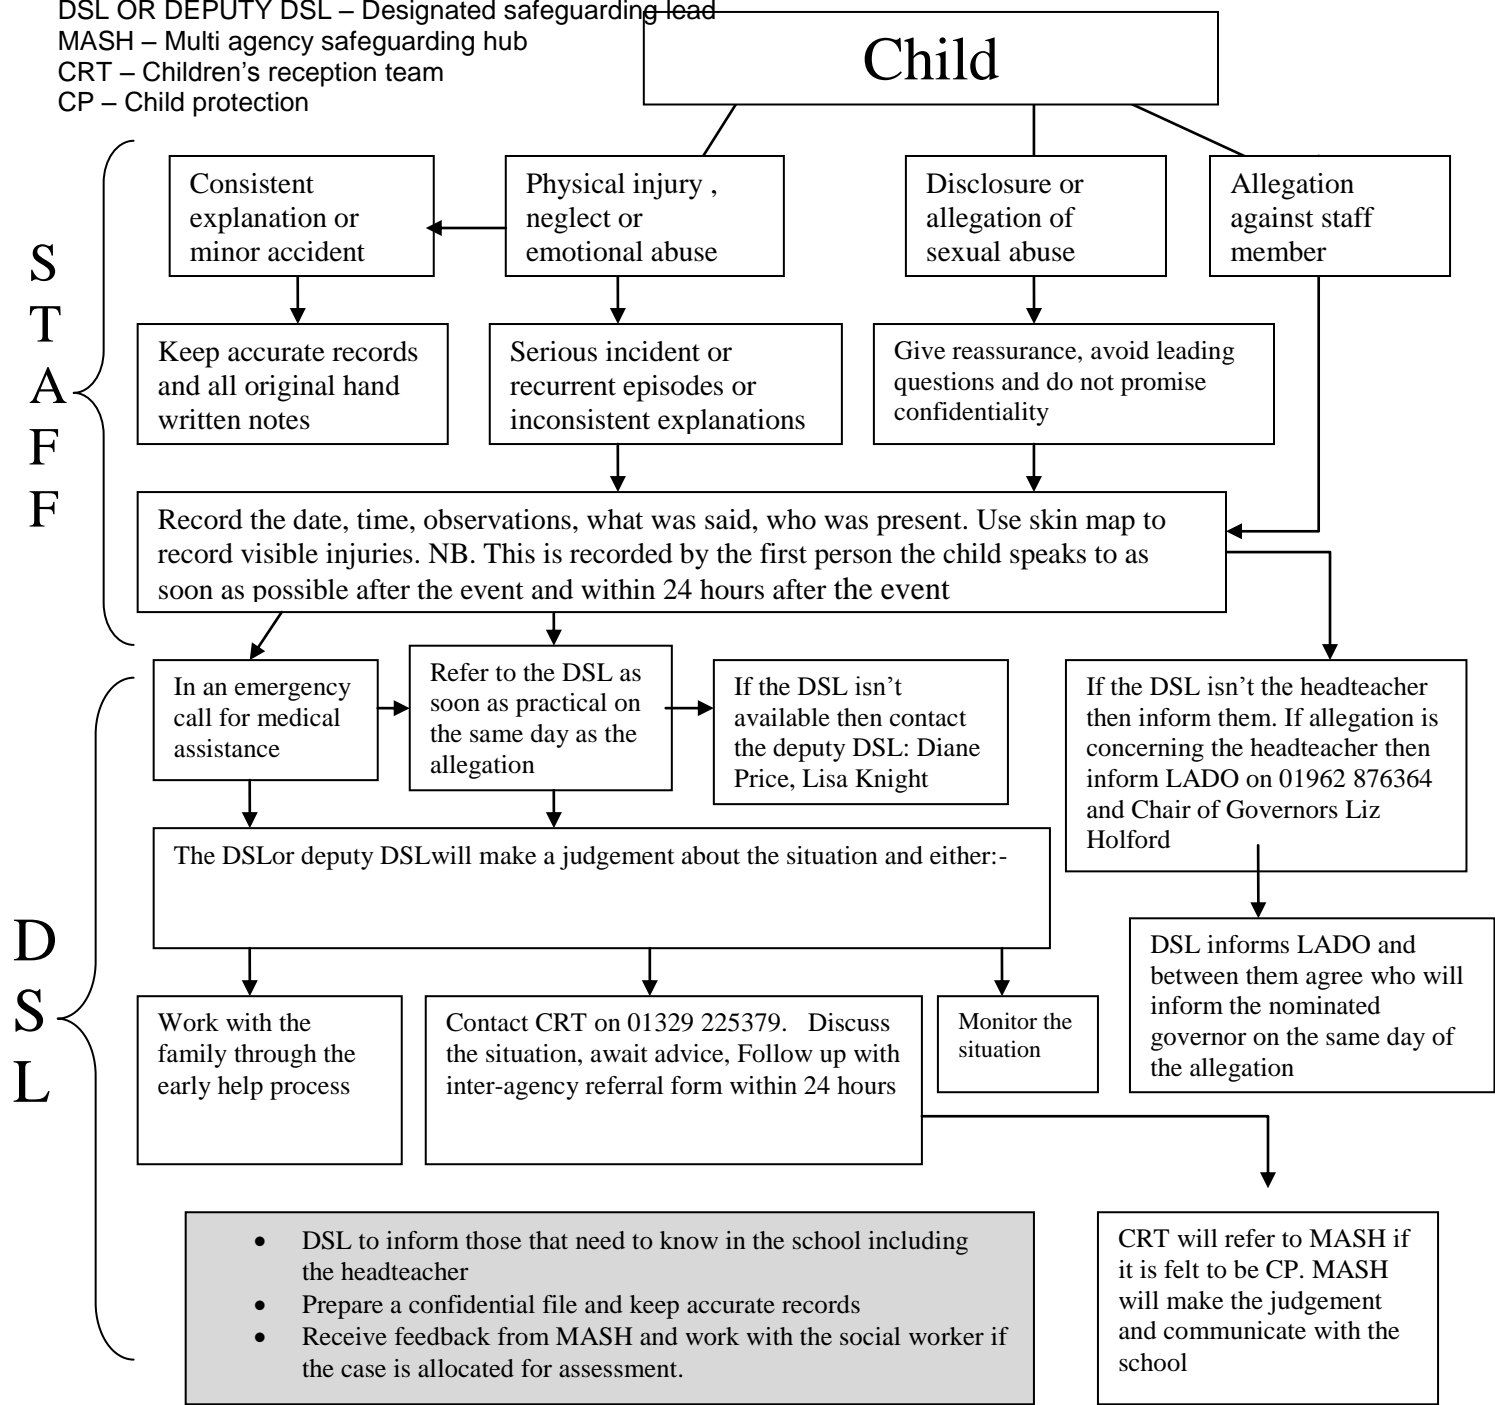 DSL OR DEPUTY DSL – Designated safeguarding lead
MASH – Multi agency safeguarding hub
CRT – Children's reception team
CP – Child protection
Child
S
T
A
F
F
Consistent
explanation or
minor accident
Physical injury ,
neglect or
emotional abuse
Disclosure or
allegation of
sexual abuse
Allegation
against staff
member
Keep accurate records
and all original hand
written notes
Serious incident or
recurrent episodes or
inconsistent explanations
Give reassurance, avoid leading
questions and do not promise
confidentiality
Record the date, time, observations, what was said, who was present. Use skin map to
record visible injuries. NB. This is recorded by the first person the child speaks to as
soon as possible after the event and within 24 hours after the event
D
S
L
In an emergency
call for medical
assistance
Refer to the DSL as
soon as practical on
the same day as the
allegation
If the DSL isn't
available then contact
the deputy DSL: Diane
Price, Lisa Knight
If the DSL isn't the headteacher
then inform them. If allegation is
concerning the headteacher then
inform LADO on 01962 876364
and Chair of Governors Liz
Holford
The DSLor deputy DSLwill make a judgement about the situation and either:-
DSL informs LADO and
between them agree who will
inform the nominated
governor on the same day of
the allegation
Work with the
family through the
early help process
Contact CRT on 01329 225379.   Discuss
the situation, await advice, Follow up with
inter-agency referral form within 24 hours
Monitor the
situation
• DSL to inform those that need to know in the school including
the headteacher
• Prepare a confidential file and keep accurate records
• Receive feedback from MASH and work with the social worker if
the case is allocated for assessment.
CRT will refer to MASH if
it is felt to be CP. MASH
will make the judgement
and communicate with the
school